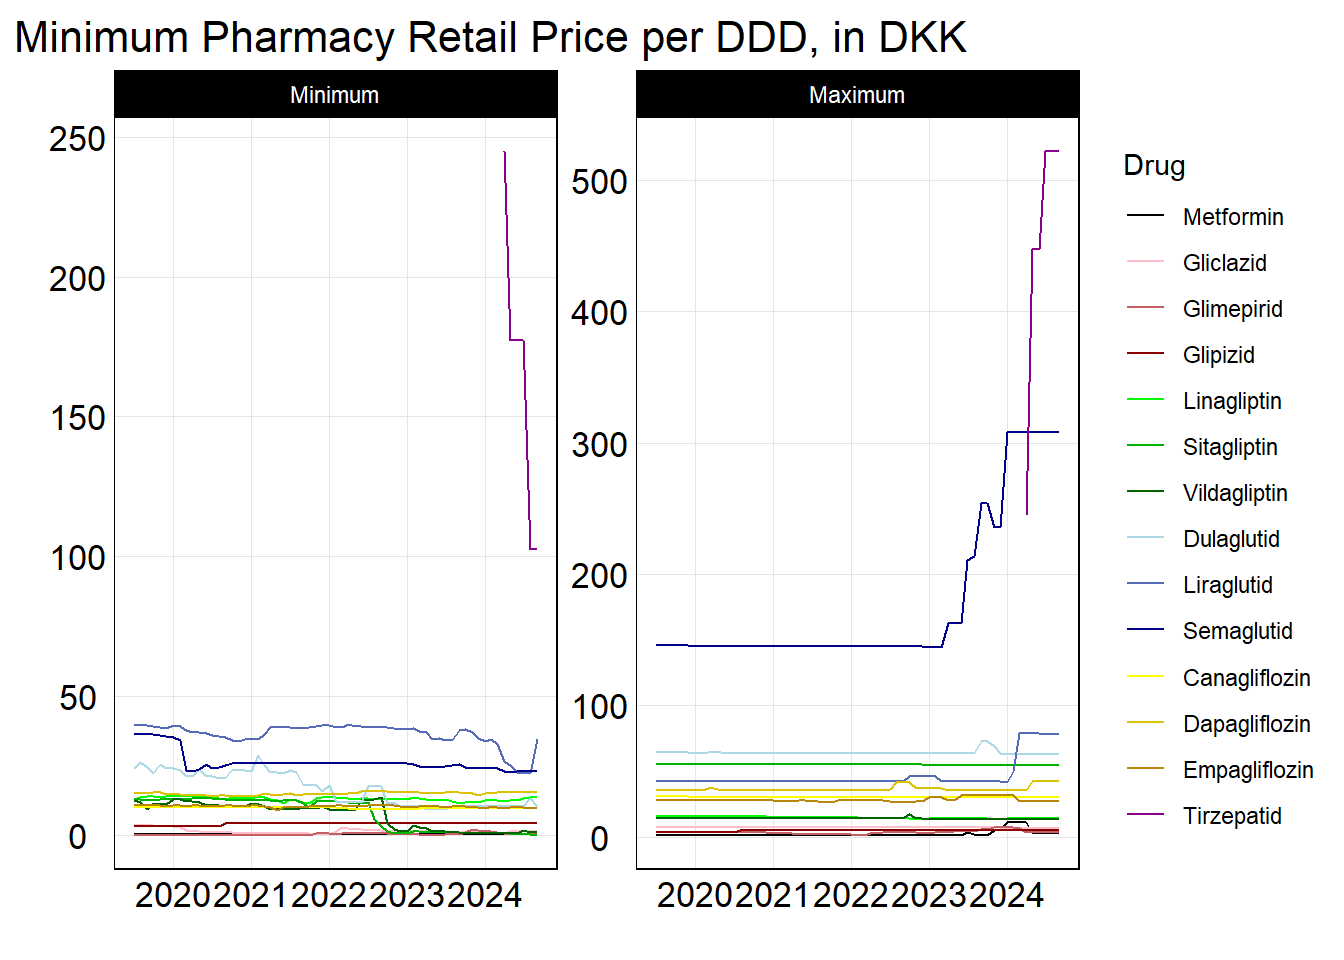 Minimum Pharmacy Retail Price per DDD, in DKK
Minimum
250
200
150
100
50
0
2020 2021 2022 2023 2024
Maximum
500
400
300
200
100
0
2020 2021 2022 2023 2024
Drug
Metformin
Gliclazid
Glimepirid
Glipizid
Linagliptin
Sitagliptin
Vildagliptin
Dulaglutid
Liraglutid
Semaglutid
Canagliflozin
Dapagliflozin
Empagliflozin
Tirzepatid